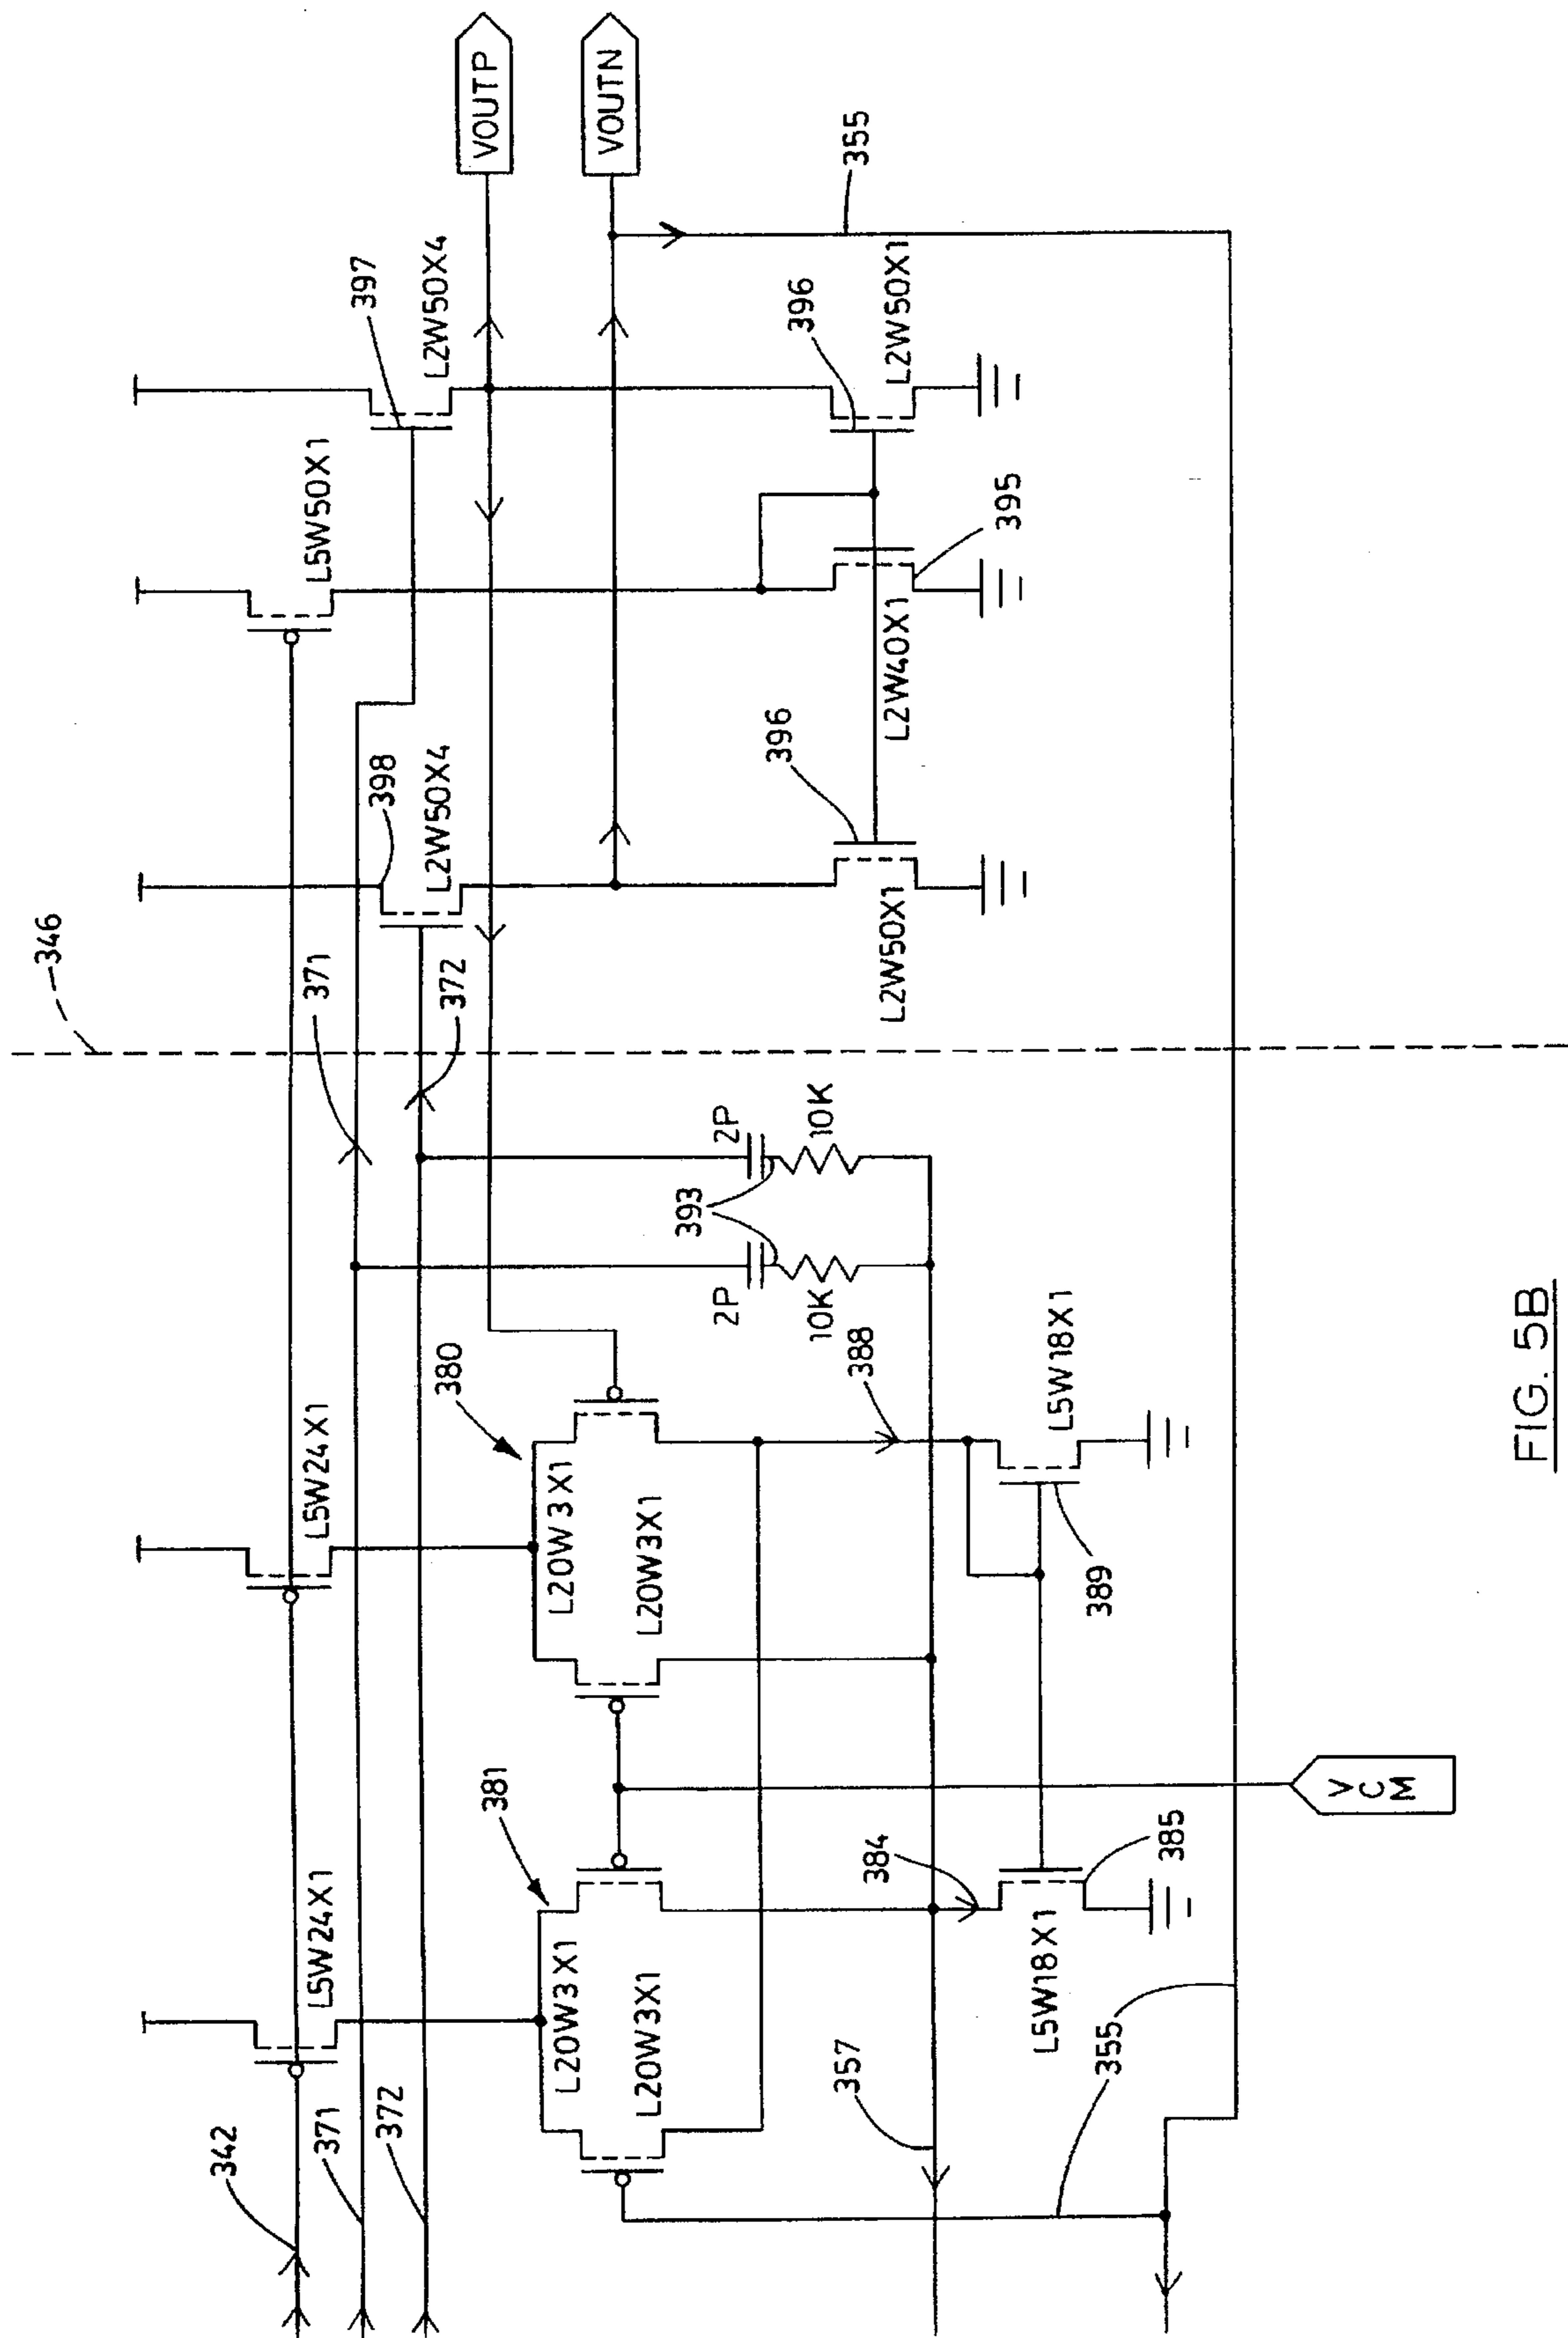 346
397
L2W50X4
VOUTP
VOUTN
355
L5W50X1
371
398
L2W50X4
372
396
L2W50X1
396
L2W50X1
L2W40X1
395
342
371
372
L5W24X1
L5W24X1
381
380
L20W3X1
L20W3X1
L20W3X1
L20W3X1
2P
2P
393
10K
10K
357
384
388
L5W18X1
385
389
L5W18X1
355
VCM
FIG. 5B